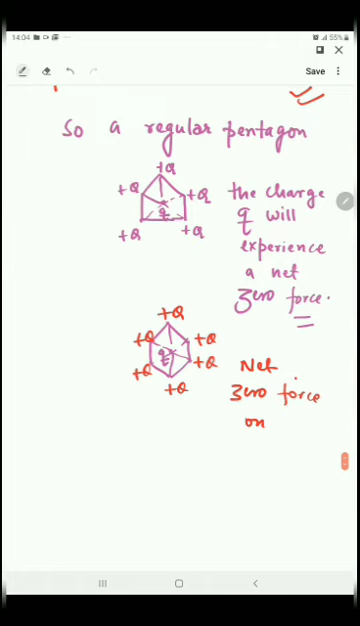 14:04
55%
Save
So a regular pentagon
+Q
+Q
+Q
+Q
+Q
q
the charge
q will
experience
a net
zero force.
+Q
+Q
+Q
+Q
+Q
+Q
q
Net
zero force
on